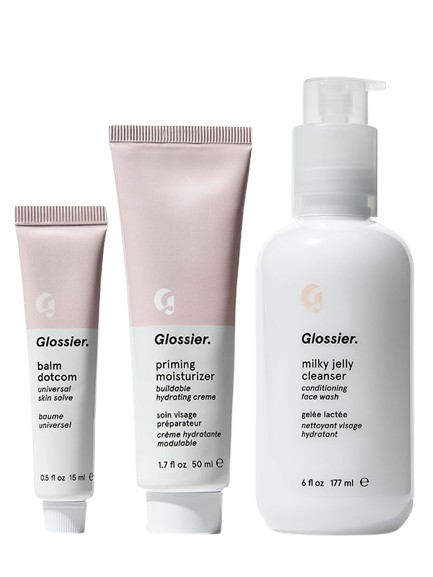 Glossier.
balm
dotcom
universal
skin salve
baume
universel
0.5 fl oz 15 ml ℮
Glossier.
priming
moisturizer
buildable
hydrating creme
soin visage
préparateur
crème hydratante
modulable
1.7 fl oz 50 ml ℮
Glossier.
milky jelly
cleanser
conditioning
face wash
gelée lactée
nettoyant visage
hydratant
6 fl oz 177 ml ℮